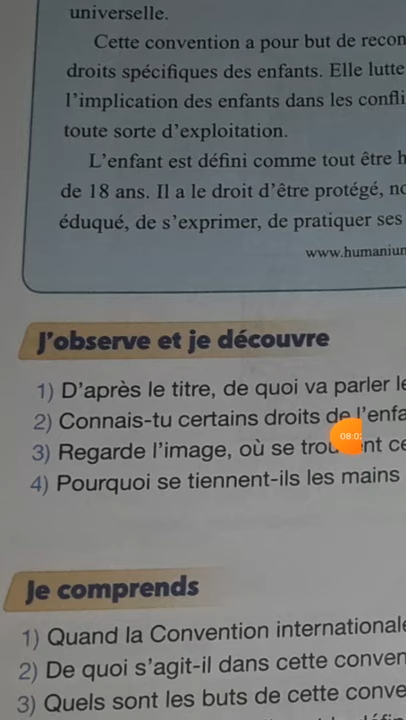 universelle.
Cette convention a pour but de recon
droits spécifiques des enfants. Elle lutte
l'implication des enfants dans les confli
toute sorte d'exploitation.
L'enfant est défini comme tout être h
de 18 ans. Il a le droit d'être protégé, no
éduqué, de s'exprimer, de pratiquer ses
www.humaniun
J'observe et je découvre
1) D'après le titre, de quoi va parler le
2) Connais-tu certains droits de l'enfa
08:0
3) Regarde l'image, où se trou nt ce
4) Pourquoi se tiennent-ils les mains
Je comprends
1) Quand la Convention internationale
2) De quoi s'agit-il dans cette conven
3) Quels sont les buts de cette conve